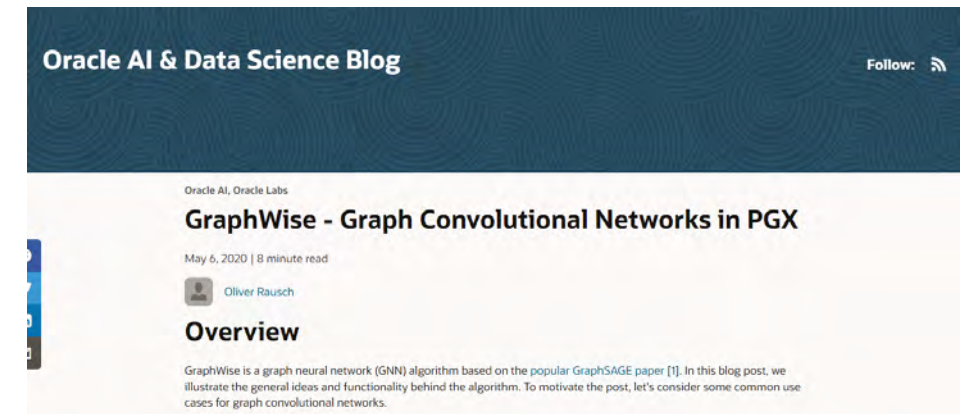 Oracle AI & Data Science Blog
Follow:
Oracle AI, Oracle Labs
GraphWise - Graph Convolutional Networks in PGX
May 6, 2020 | 8 minute read
Oliver Rausch
Overview
GraphWise is a graph neural network (GNN) algorithm based on the popular GraphSAGE paper [1]. In this blog post, we
illustrate the general ideas and functionality behind the algorithm. To motivate the post, let's consider some common use
cases for graph convolutional networks.